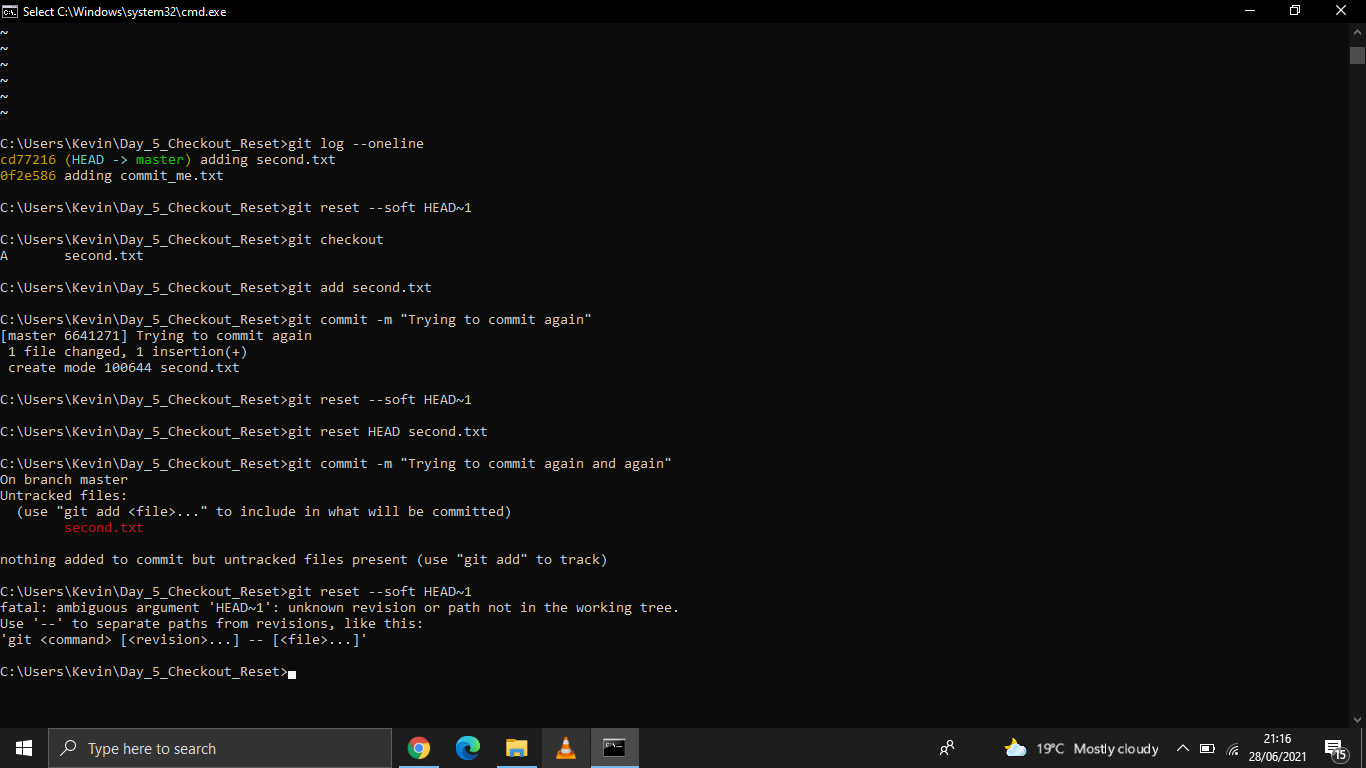 Select C:\Windows\system32\cmd.exe
~
~
~
~
~
~
C:\Users\Kevin\Day_5_Checkout_Reset>git log --oneline
cd77216 (HEAD -> master) adding second.txt
0f2e586 adding commit_me.txt
C:\Users\Kevin\Day_5_Checkout_Reset>git reset --soft HEAD~1
C:\Users\Kevin\Day_5_Checkout_Reset>git checkout
A       second.txt
C:\Users\Kevin\Day_5_Checkout_Reset>git add second.txt
C:\Users\Kevin\Day_5_Checkout_Reset>git commit -m "Trying to commit again"
[master 6641271] Trying to commit again
 1 file changed, 1 insertion(+)
 create mode 100644 second.txt
C:\Users\Kevin\Day_5_Checkout_Reset>git reset --soft HEAD~1
C:\Users\Kevin\Day_5_Checkout_Reset>git reset HEAD second.txt
C:\Users\Kevin\Day_5_Checkout_Reset>git commit -m "Trying to commit again and again"
On branch master
Untracked files:
  (use "git add <file>..." to include in what will be committed)
        second.txt
nothing added to commit but untracked files present (use "git add" to track)
C:\Users\Kevin\Day_5_Checkout_Reset>git reset --soft HEAD~1
fatal: ambiguous argument 'HEAD~1': unknown revision or path not in the working tree.
Use '--' to separate paths from revisions, like this:
'git <command> [<revision>...] -- [<file>...]'
C:\Users\Kevin\Day_5_Checkout_Reset>
Type here to search
19°C Mostly cloudy
21:16
28/06/2021
15